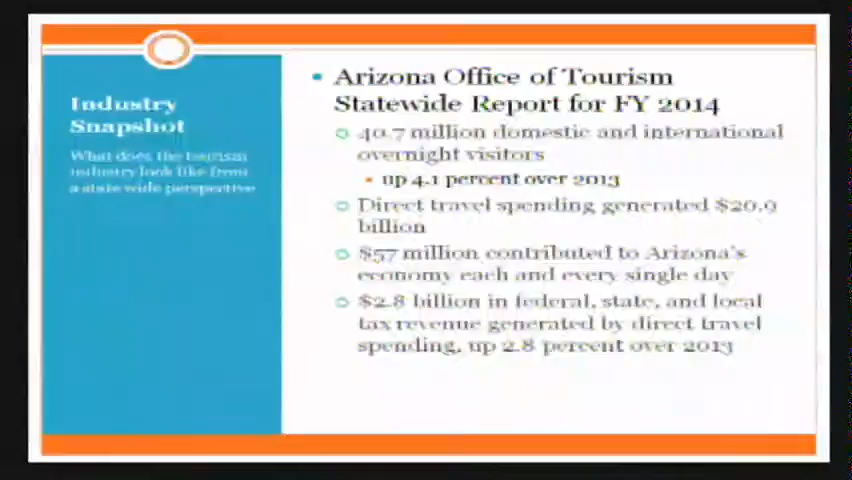 Industry
Snapshot
What does the tourism
industry look like from
a state wide perspective
Arizona Office of Tourism
Statewide Report for FY 2014
40.7 million domestic and international
overnight visitors
up 4.1 percent over 2013
Direct travel spending generated $20.9
billion
$57 million contributed to Arizona's
economy each and every single day
$2.8 billion in federal, state, and local
tax revenue generated by direct travel
spending, up 2.8 percent over 2013